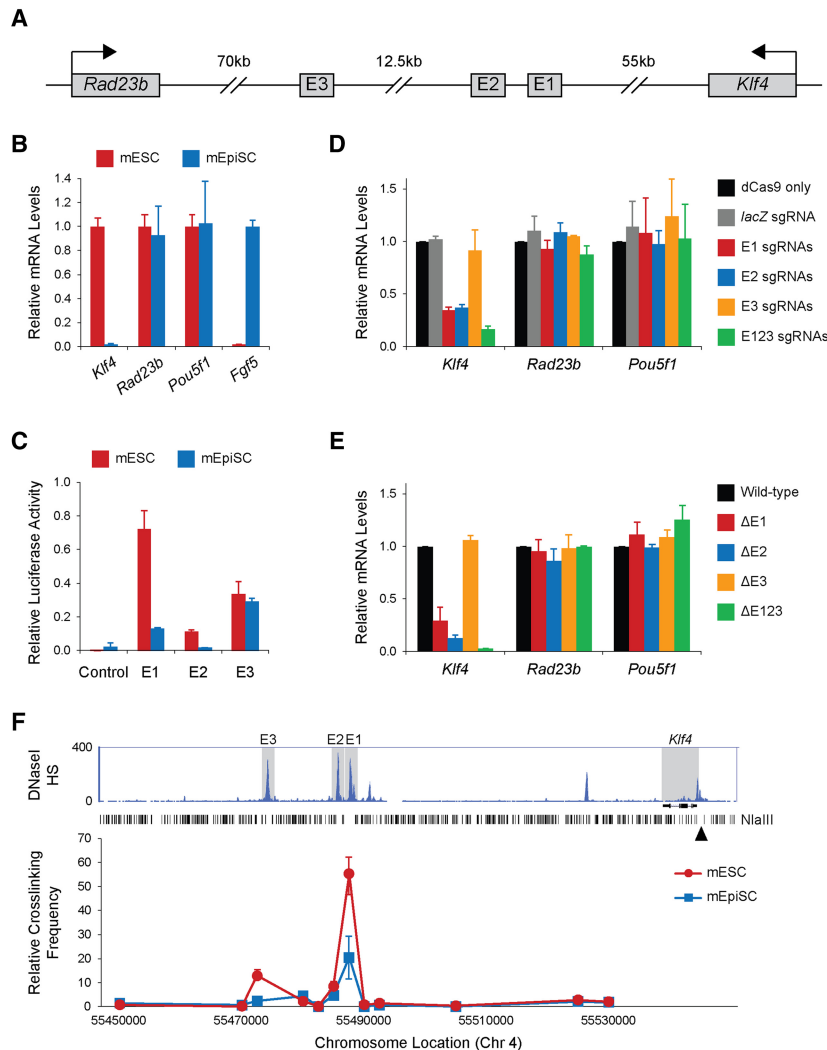 A
70kb 12.5kb 55kb
Rad23b E3 E2 E1 Klf4
B
mESC mEpiSC
Relative mRNA Levels
1.4
1.2
1.0
0.8
0.6
0.4
0.2
0.0
Klf4 Rad23b Pou5f1 Fgf5
D
Relative mRNA Levels
1.5
1.0
0.5
0.0
Klf4 Rad23b Pou5f1
dCas9 only
lacZ sgRNA
E1 sgRNAs
E2 sgRNAs
E3 sgRNAs
E123 sgRNAs
C
mESC mEpiSC
Relative Luciferase Activity
1.0
0.8
0.6
0.4
0.2
0.0
Control E1 E2 E3
E
Relative mRNA Levels
1.5
1.0
0.5
0.0
Klf4 Rad23b Pou5f1
Wild-type
ΔE1
ΔE2
ΔE3
ΔE123
F
E3 E2 E1 Klf4
DNaseI
HS
400
0
NlaIII
Relative Crosslinking
Frequency
70
60
50
40
30
20
10
0
mESC
mEpiSC
55450000 55470000 55490000 55510000 55530000
Chromosome Location (Chr 4)